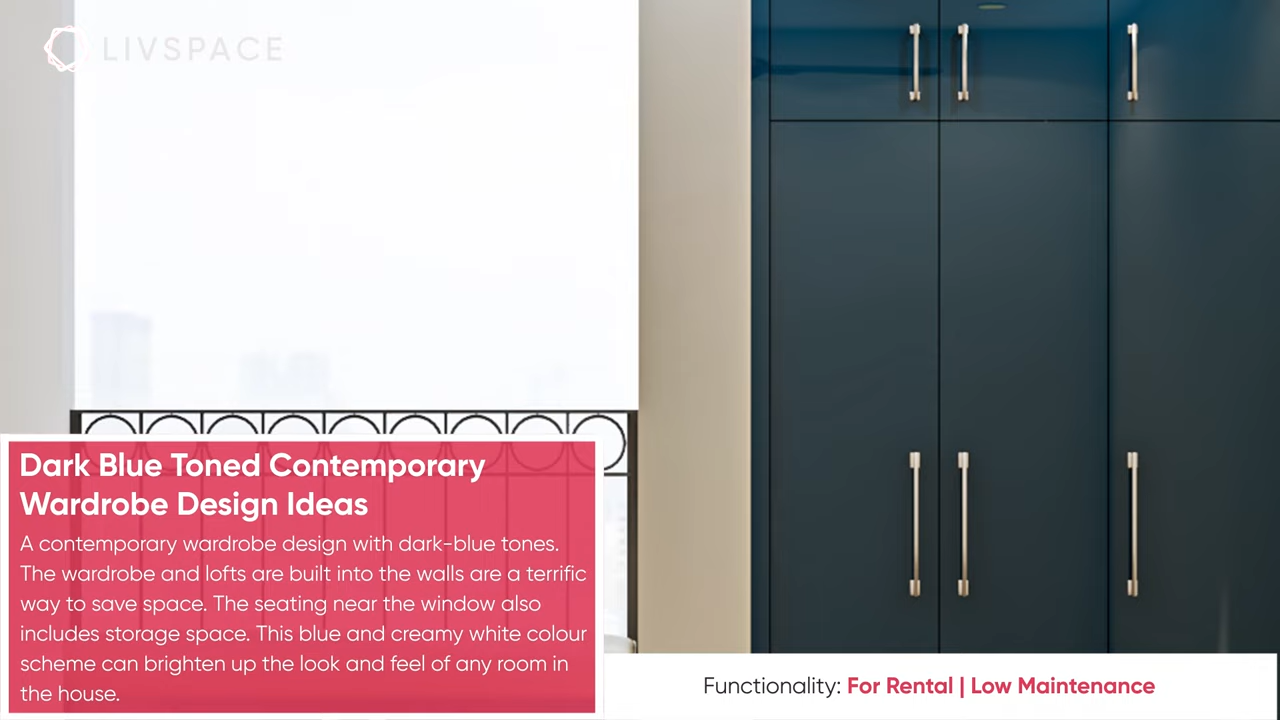 LIVSPACE
Dark Blue Toned Contemporary
Wardrobe Design Ideas
A contemporary wardrobe design with dark-blue tones.
The wardrobe and lofts are built into the walls are a terrific
way to save space. The seating near the window also
includes storage space. This blue and creamy white colour
scheme can brighten up the look and feel of any room in
the house.
Functionality: For Rental | Low Maintenance